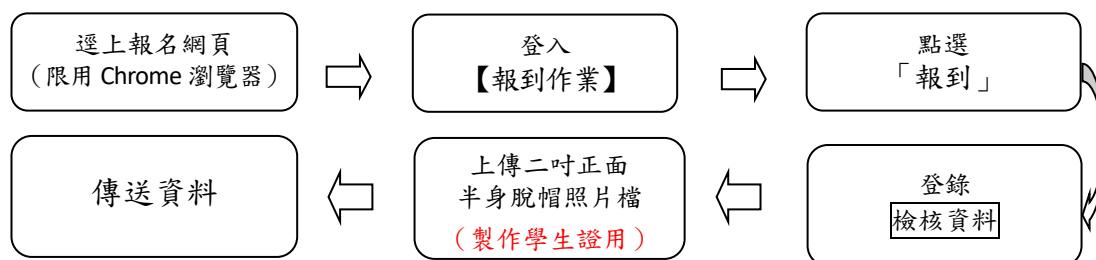 逕上報名網頁
（限用 Chrome 瀏覽器）
登入
【報到作業】
點選
「報到」
登錄
檢核資料
上傳二吋正面
半身脫帽照片檔
（製作學生證用）
傳送資料